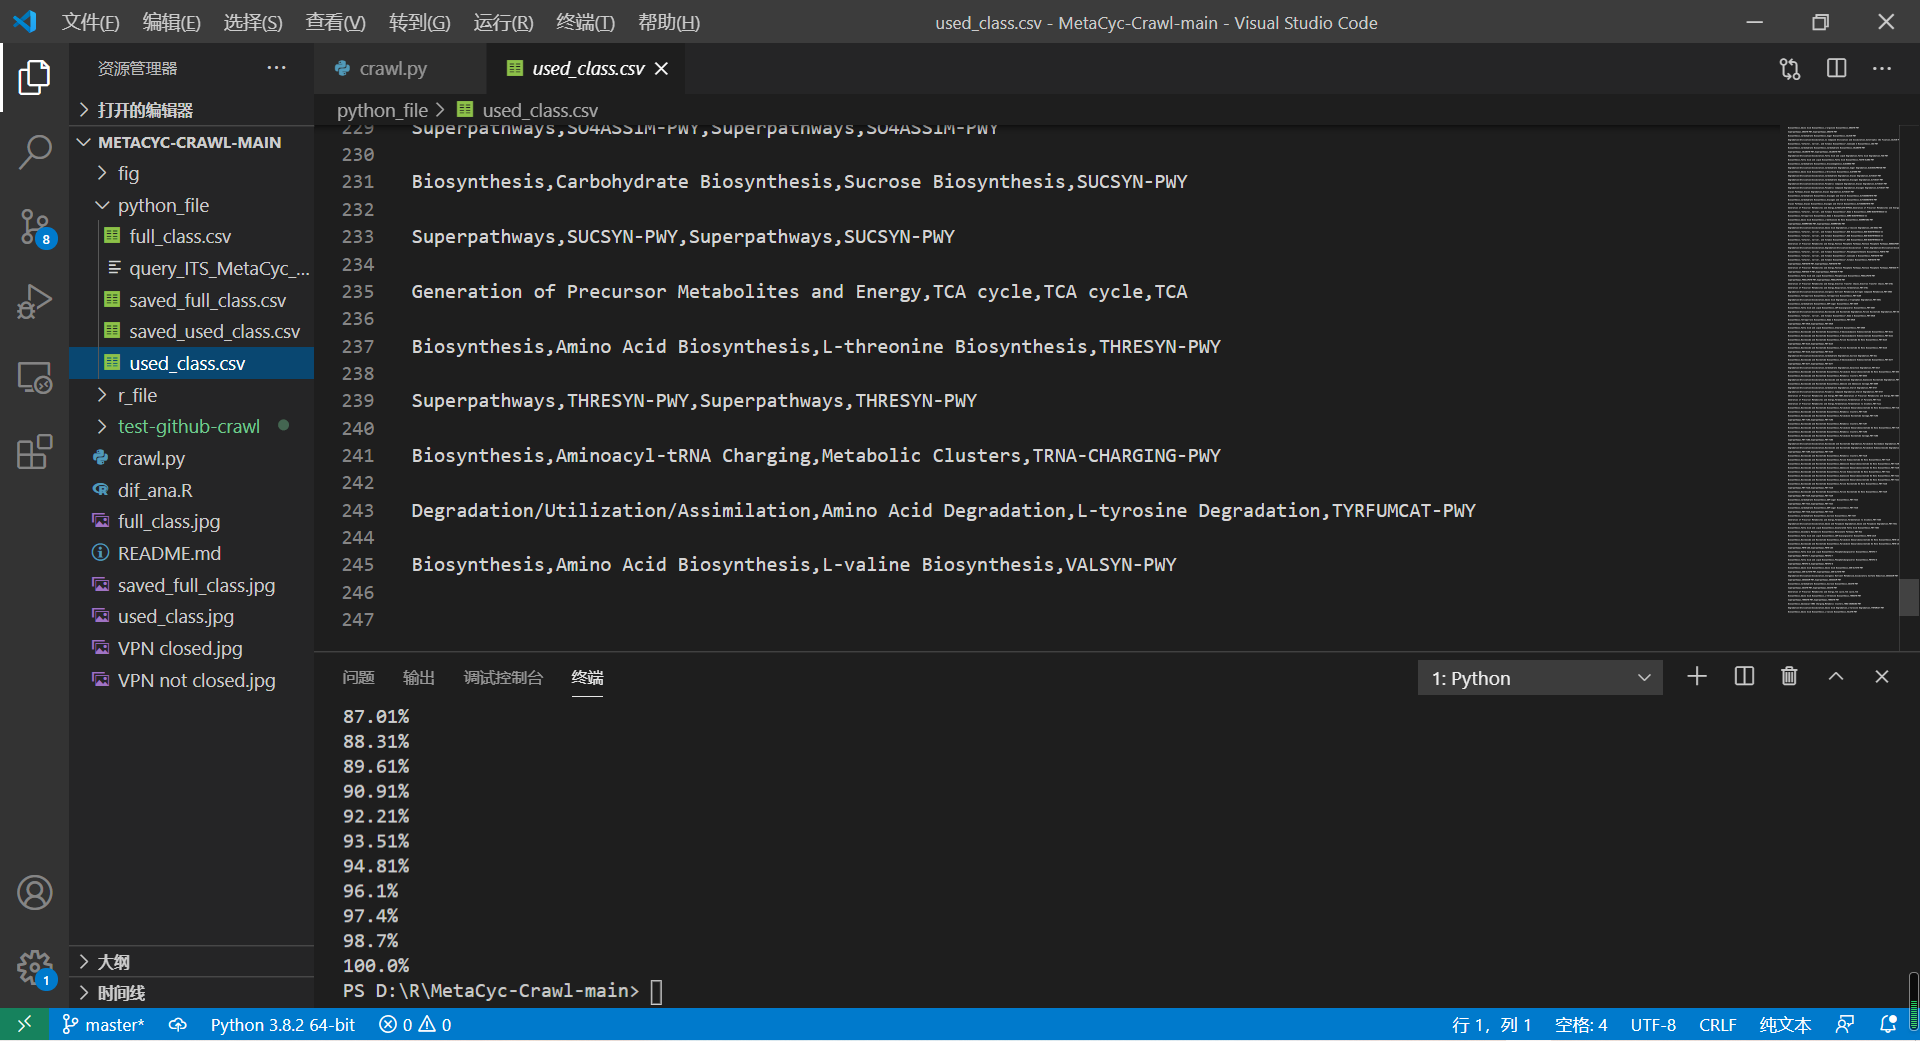 文件(F) 编辑(E) 选择(S) 查看(V) 转到(G) 运行(R) 终端(T) 帮助(H) used_class.csv - MetaCyc-Crawl-main - Visual Studio Code
资源管理器
打开的编辑器
METACYC-CRAWL-MAIN
fig
python_file
full_class.csv
query_ITS_MetaCyc_...
saved_full_class.csv
saved_used_class.csv
used_class.csv
r_file
test-github-crawl
crawl.py
dif_ana.R
full_class.jpg
README.md
saved_full_class.jpg
used_class.jpg
VPN closed.jpg
VPN not closed.jpg
大纲
时间线
8
1
crawl.py used_class.csv
python_file > used_class.csv
229 Superpathways,SO4ASSIM-PWY,Superpathways,SO4ASSIM-PWY
230
231 Biosynthesis,Carbohydrate Biosynthesis,Sucrose Biosynthesis,SUCSYN-PWY
232
233 Superpathways,SUCSYN-PWY,Superpathways,SUCSYN-PWY
234
235 Generation of Precursor Metabolites and Energy,TCA cycle,TCA cycle,TCA
236
237 Biosynthesis,Amino Acid Biosynthesis,L-threonine Biosynthesis,THRESYN-PWY
238
239 Superpathways,THRESYN-PWY,Superpathways,THRESYN-PWY
240
241 Biosynthesis,Aminoacyl-tRNA Charging,Metabolic Clusters,TRNA-CHARGING-PWY
242
243 Degradation/Utilization/Assimilation,Amino Acid Degradation,L-tyrosine Degradation,TYRFUMCAT-PWY
244
245 Biosynthesis,Amino Acid Biosynthesis,L-valine Biosynthesis,VALSYN-PWY
246
247
问题 输出 调试控制台 终端 1: Python
87.01%
88.31%
89.61%
90.91%
92.21%
93.51%
94.81%
96.1%
97.4%
98.7%
100.0%
PS D:\R\MetaCyc-Crawl-main>
master* Python 3.8.2 64-bit 0 0 行 1, 列 1 空格: 4 UTF-8 CRLF 纯文本